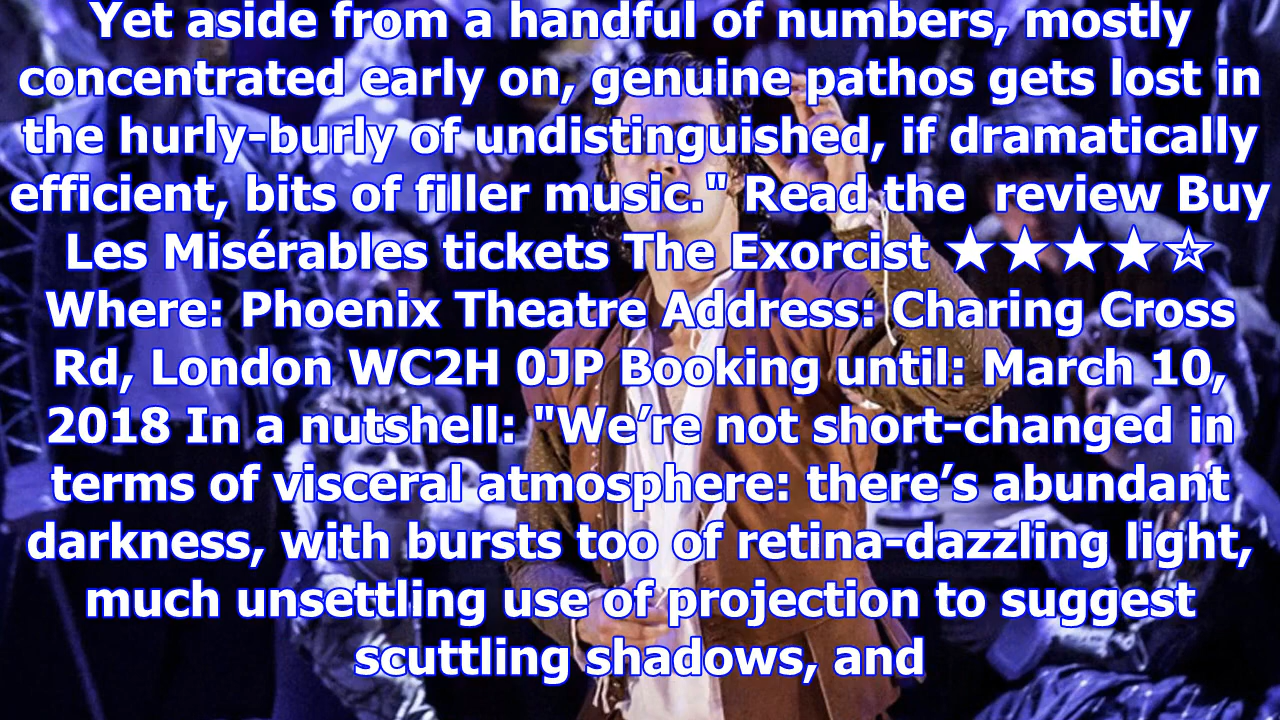 Yet aside from a handful of numbers, mostly
concentrated early on, genuine pathos gets lost in
the hurly-burly of undistinguished, if dramatically
efficient, bits of filler music." Read the  review Buy
Les Misérables tickets The Exorcist ★★★★☆
Where: Phoenix Theatre Address: Charing Cross
Rd, London WC2H 0JP Booking until: March 10,
2018 In a nutshell: "We’re not short-changed in
terms of visceral atmosphere: there’s abundant
darkness, with bursts too of retina-dazzling light,
much unsettling use of projection to suggest
scuttling shadows, and